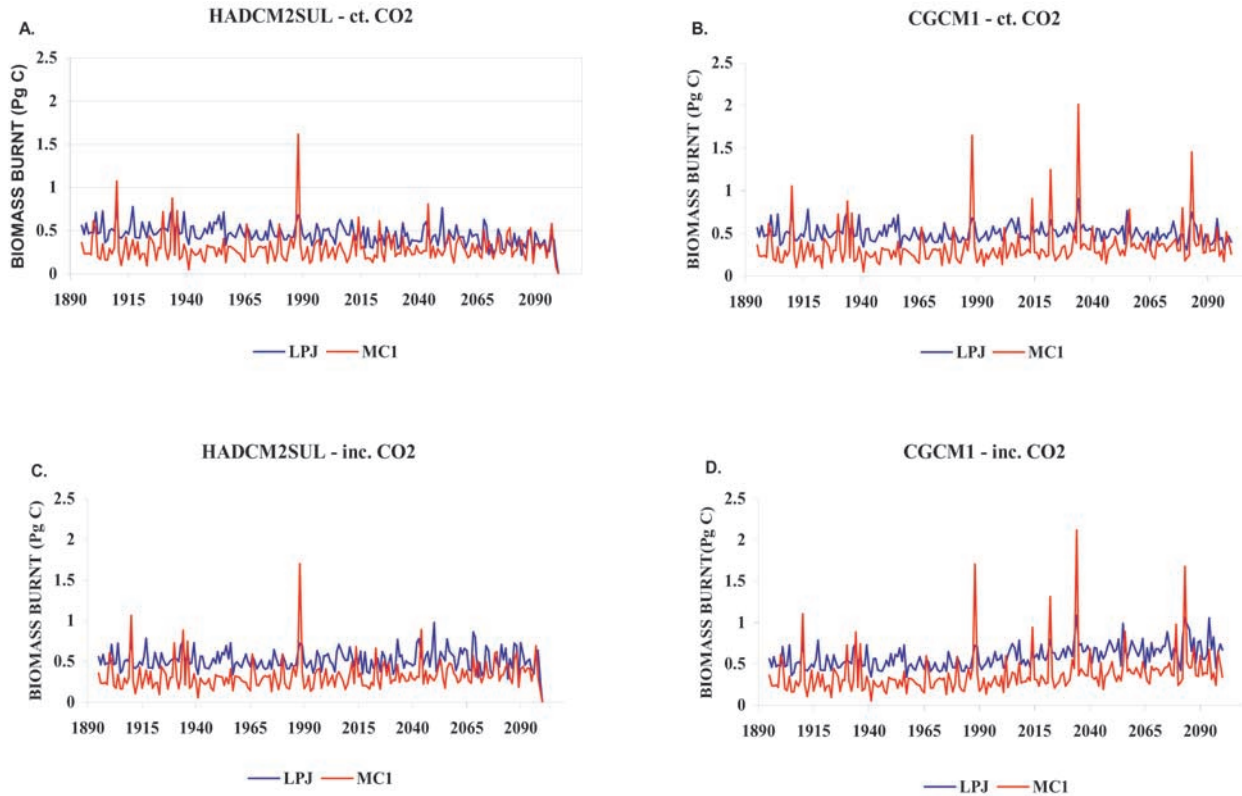 A.
HADCM2SUL - ct. CO2
BIOMASS BURNT (Pg C)
2.5
2
1.5
1
0.5
0
1890 1915 1940 1965 1990 2015 2040 2065 2090
LPJ MC1
B.
CGCM1 - ct. CO2
BIOMASS BURNT (Pg C)
2.5
2
1.5
1
0.5
0
1890 1915 1940 1965 1990 2015 2040 2065 2090
LPJ MC1
C.
HADCM2SUL - inc. CO2
BIOMASS BURNT (Pg C)
2.5
2
1.5
1
0.5
0
1890 1915 1940 1965 1990 2015 2040 2065 2090
LPJ MC1
D.
CGCM1 - inc. CO2
BIOMASS BURNT(Pg C)
2.5
2
1.5
1
0.5
0
1890 1915 1940 1965 1990 2015 2040 2065 2090
LPJ MC1